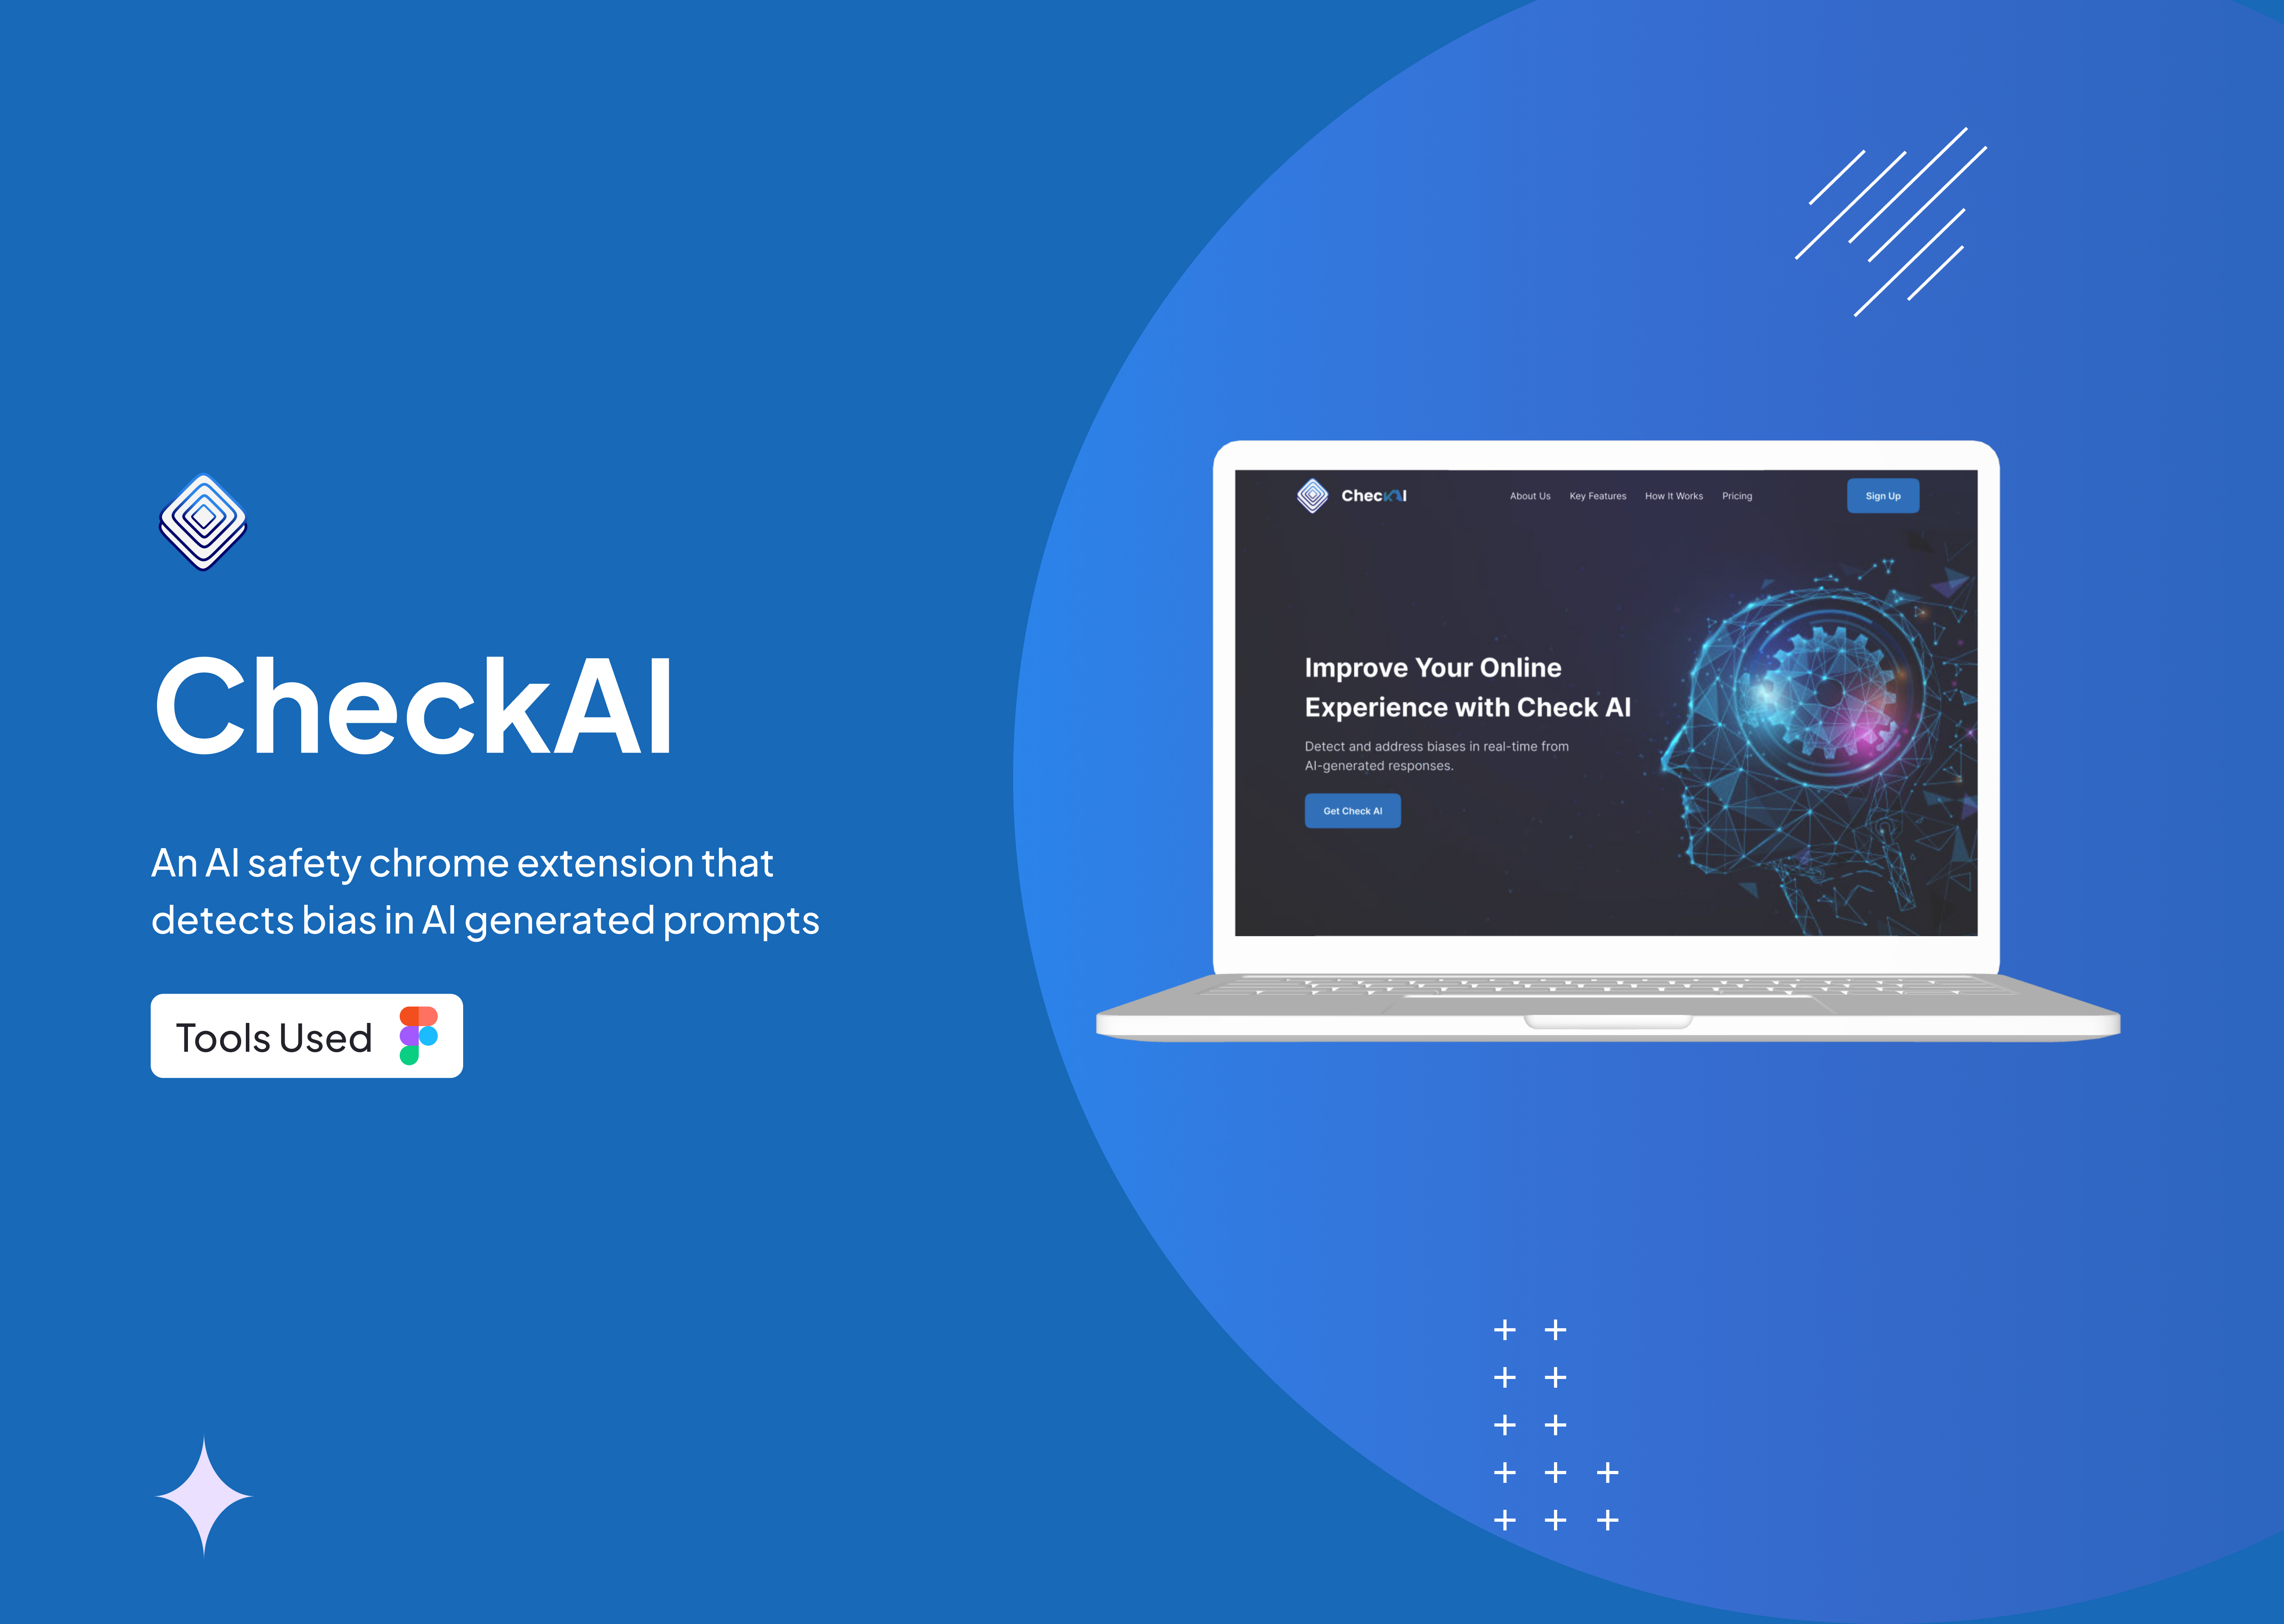 CheckAI
An AI safety chrome extension that
detects bias in AI generated prompts
Tools Used
CheckAI
About Us
Key Features
How It Works
Pricing
Sign Up
Improve Your Online
Experience with Check AI
Detect and address biases in real-time from
AI-generated responses.
Get Check AI